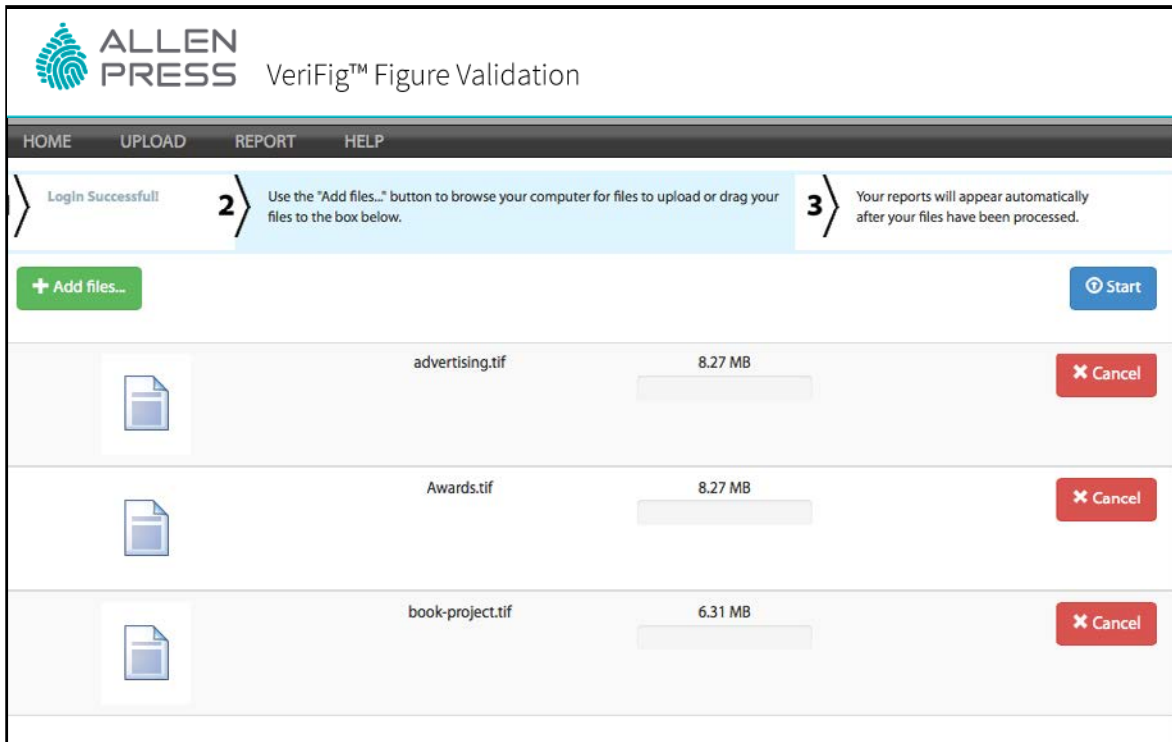 ALLEN
PRESS
VeriFig™ Figure Validation
HOME UPLOAD REPORT HELP
Login Successful!
2
Use the "Add files..." button to browse your computer for files to upload or drag your
files to the box below.
3
Your reports will appear automatically
after your files have been processed.
+ Add files...
Start
advertising.tif 8.27 MB
Cancel
Awards.tif 8.27 MB
Cancel
book-project.tif 6.31 MB
Cancel